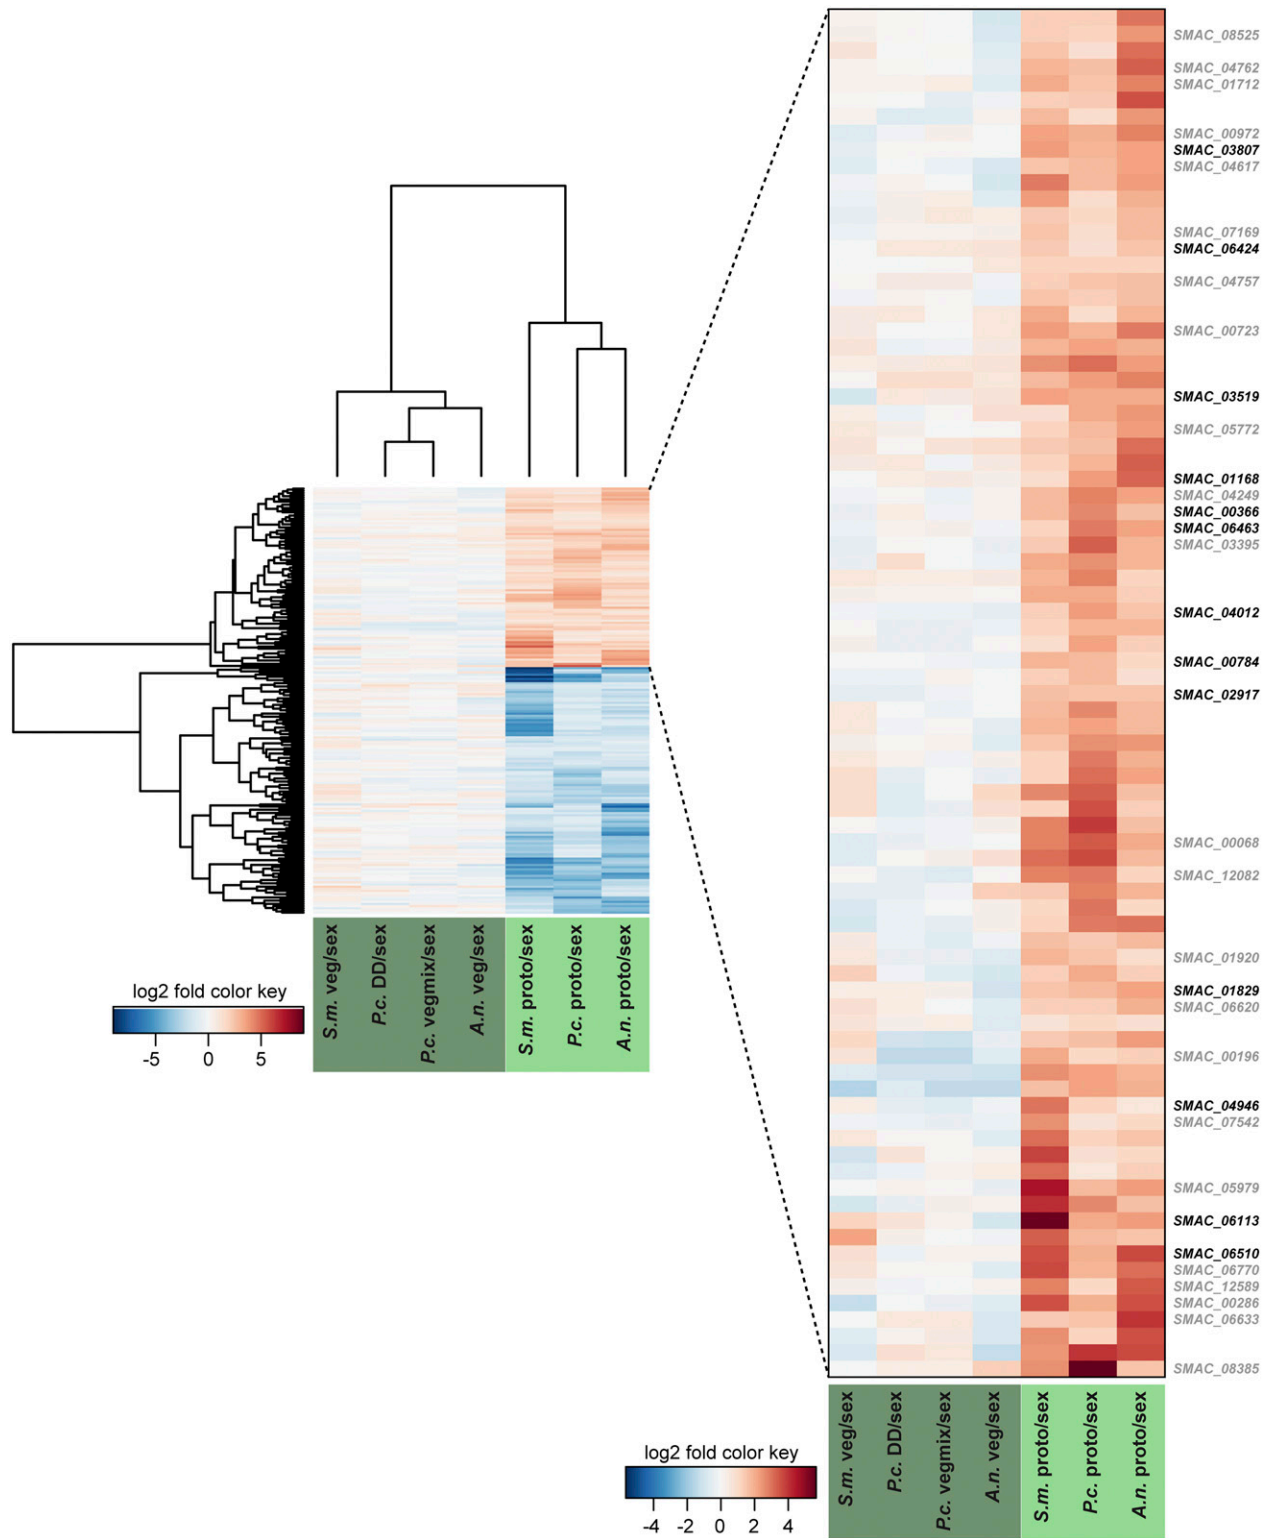 SMAC_08525
SMAC_04762
SMAC_01712
SMAC_00972
SMAC_03807
SMAC_04617
SMAC_07169
SMAC_06424
SMAC_04757
SMAC_00723
SMAC_03519
SMAC_05772
SMAC_01168
SMAC_04249
SMAC_00366
SMAC_06463
SMAC_03395
SMAC_04012
SMAC_00784
SMAC_02917
SMAC_00068
SMAC_12082
SMAC_01920
SMAC_01829
SMAC_06620
SMAC_00196
SMAC_04946
SMAC_07542
SMAC_05979
SMAC_06113
SMAC_06510
SMAC_06770
SMAC_12589
SMAC_00286
SMAC_06633
SMAC_08385
log2 fold color key
-5 0 5
S.m. veg/sex
P.c. DD/sex
P.c. vegmix/sex
A.n. veg/sex
S.m. proto/sex
P.c. proto/sex
A.n. proto/sex
log2 fold color key
-4 -2 0 2 4
S.m. veg/sex
P.c. DD/sex
P.c. vegmix/sex
A.n. veg/sex
S.m. proto/sex
P.c. proto/sex
A.n. proto/sex